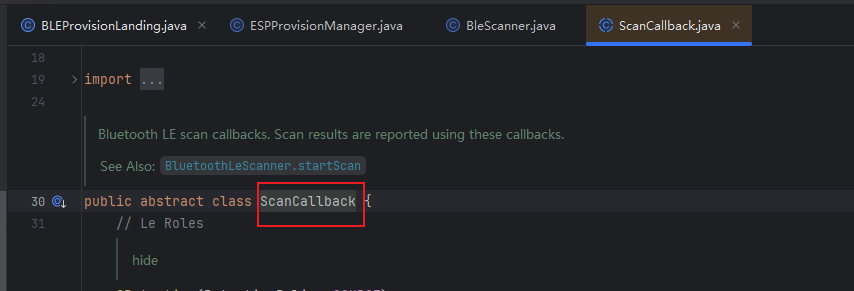 BLEProvisionLanding.java ESPProvisionManager.java BleScanner.java ScanCallback.java
18
19 import ...
24
Bluetooth LE scan callbacks. Scan results are reported using these callbacks.
See Also: BluetoothLeScanner.startScan
30 public abstract class ScanCallback {
31 // Le Roles
hide